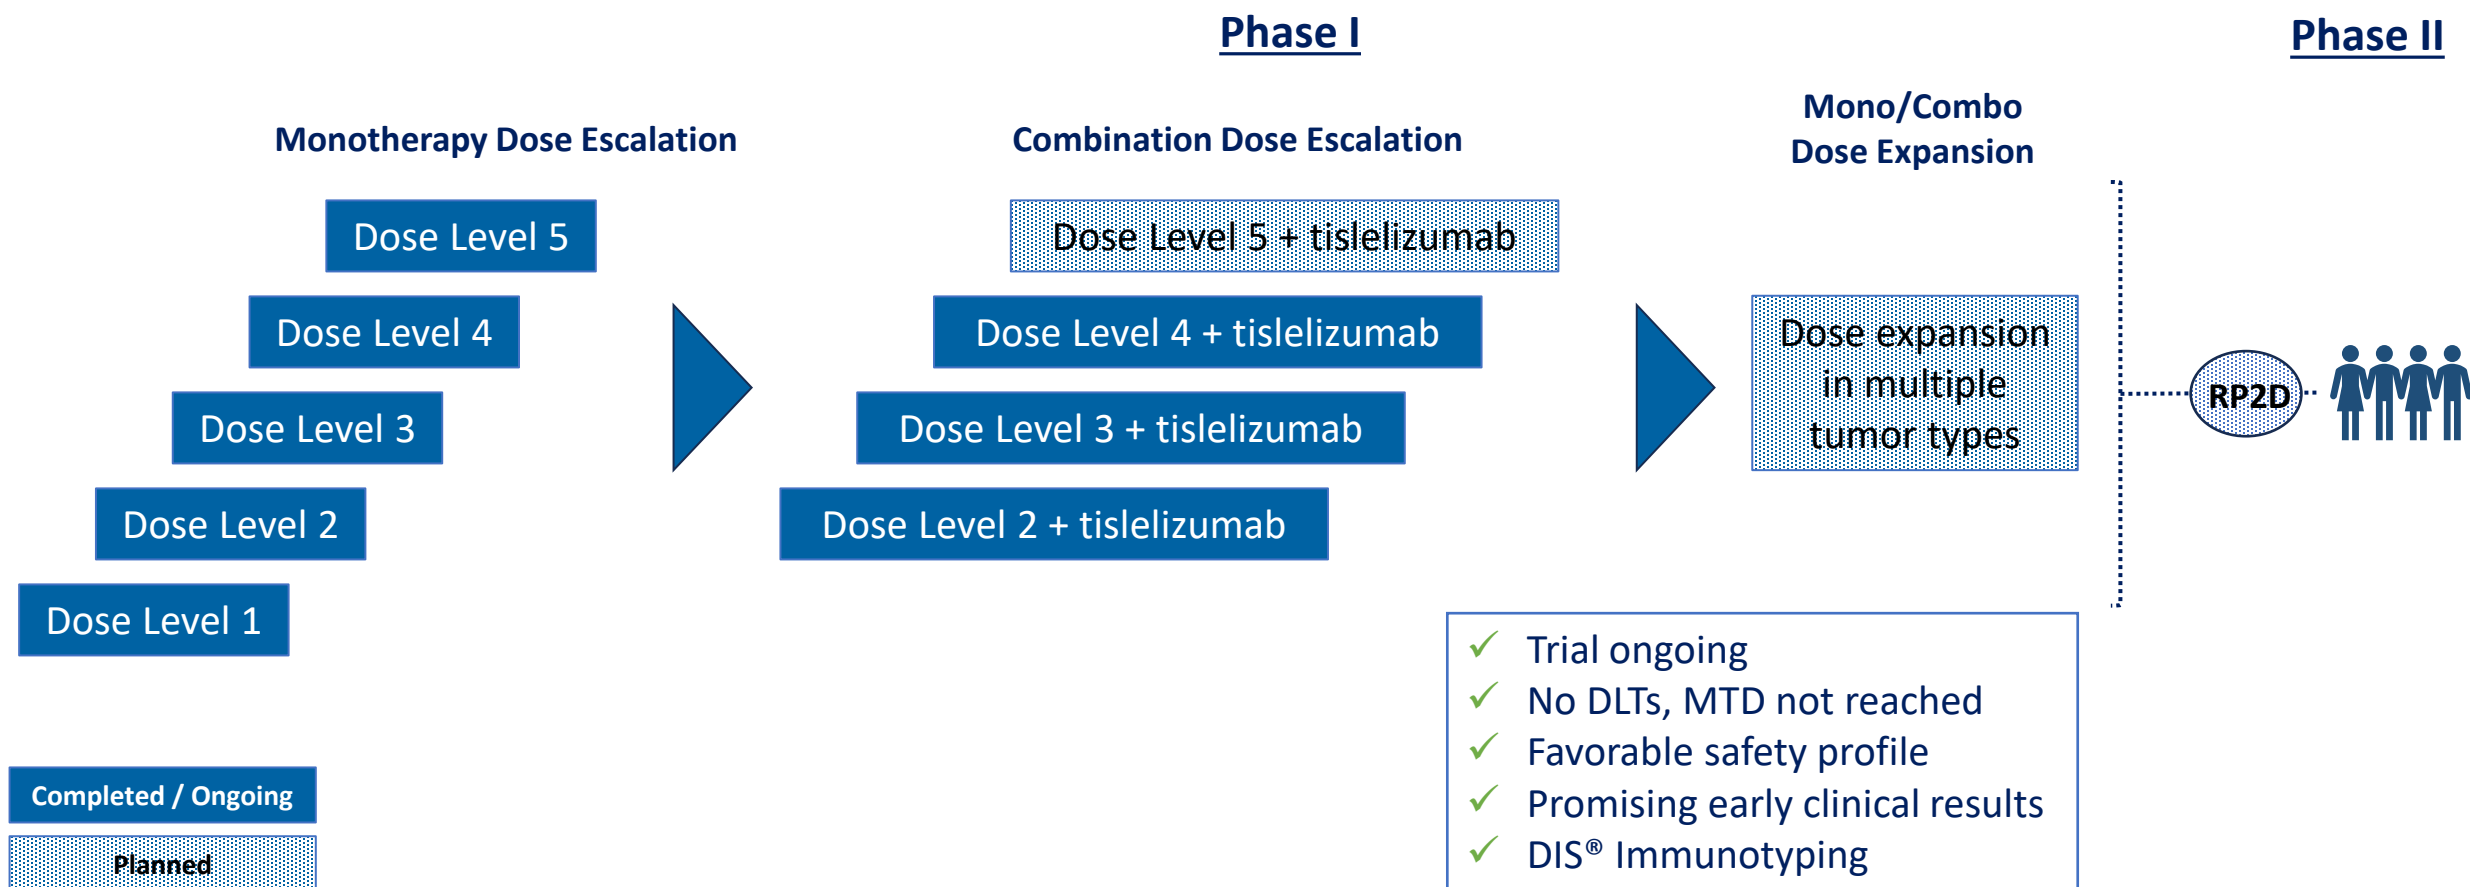 Phase I
Phase II
Monotherapy Dose Escalation
Combination Dose Escalation
Mono/Combo
Dose Expansion
Dose Level 5
Dose Level 4
Dose Level 3
Dose Level 2
Dose Level 1
Dose Level 5 + tislelizumab
Dose Level 4 + tislelizumab
Dose Level 3 + tislelizumab
Dose Level 2 + tislelizumab
Dose expansion
in multiple
tumor types
RP2D
✓ Trial ongoing
✓ No DLTs, MTD not reached
✓ Favorable safety profile
✓ Promising early clinical results
✓ DIS® Immunotyping
Completed / Ongoing
Planned